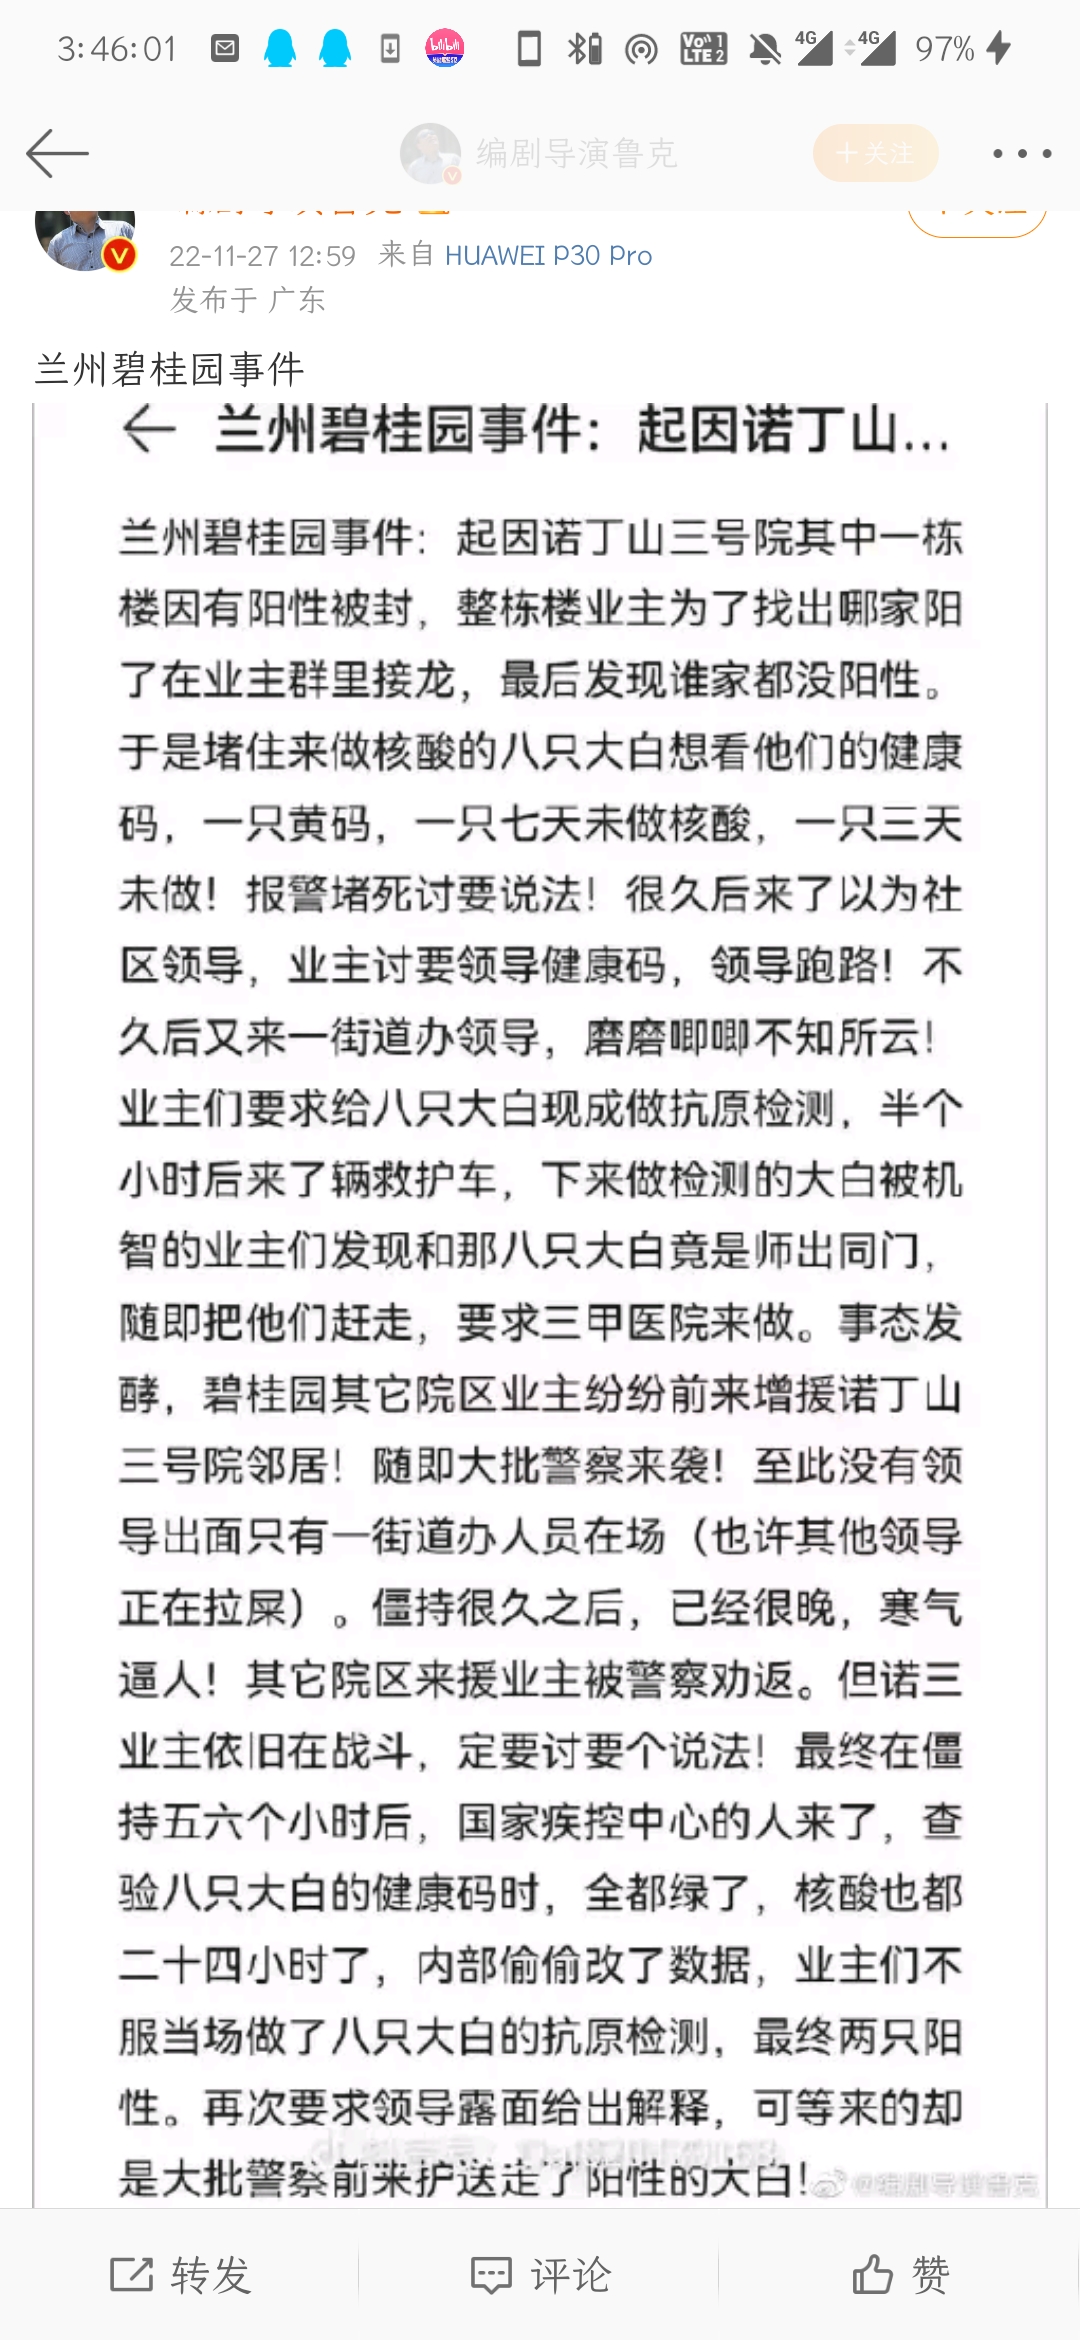 3:46:01
4G
4G
97%
编剧导演鲁克
+关注
22-11-27 12:59 来自 HUAWEI P30 Pro
发布于 广东
兰州碧桂园事件
兰州碧桂园事件：起因诺丁山...
兰州碧桂园事件：起因诺丁山三号院其中一栋
楼因有阳性被封，整栋楼业主为了找出哪家阳
了在业主群里接龙，最后发现谁家都没阳性。
于是堵住来做核酸的八只大白想看他们的健康
码，一只黄码，一只七天未做核酸，一只三天
未做！报警堵死讨要说法！很久后来了以为社
区领导，业主讨要领导健康码，领导跑路！不
久后又来一街道办领导，磨磨唧唧不知所云！
业主们要求给八只大白现成做抗原检测，半个
小时后来了辆救护车，下来做检测的大白被机
智的业主们发现和那八只大白竟是师出同门，
随即把他们赶走，要求三甲医院来做。事态发
酵，碧桂园其它院区业主纷纷前来增援诺丁山
三号院邻居！随即大批警察来袭！至此没有领
导出面只有一街道办人员在场（也许其他领导
正在拉屎）。僵持很久之后，已经很晚，寒气
逼人！其它院区来援业主被警察劝返。但诺三
业主依旧在战斗，定要讨要个说法！最终在僵
持五六个小时后，国家疾控中心的人来了，查
验八只大白的健康码时，全都绿了，核酸也都
二十四小时了，内部偷偷改了数据，业主们不
服当场做了八只大白的抗原检测，最终两只阳
性。再次要求领导露面给出解释，可等来的却
是大批警察前来护送走了阳性的大白！
@编剧导演鲁克
转发
评论
赞